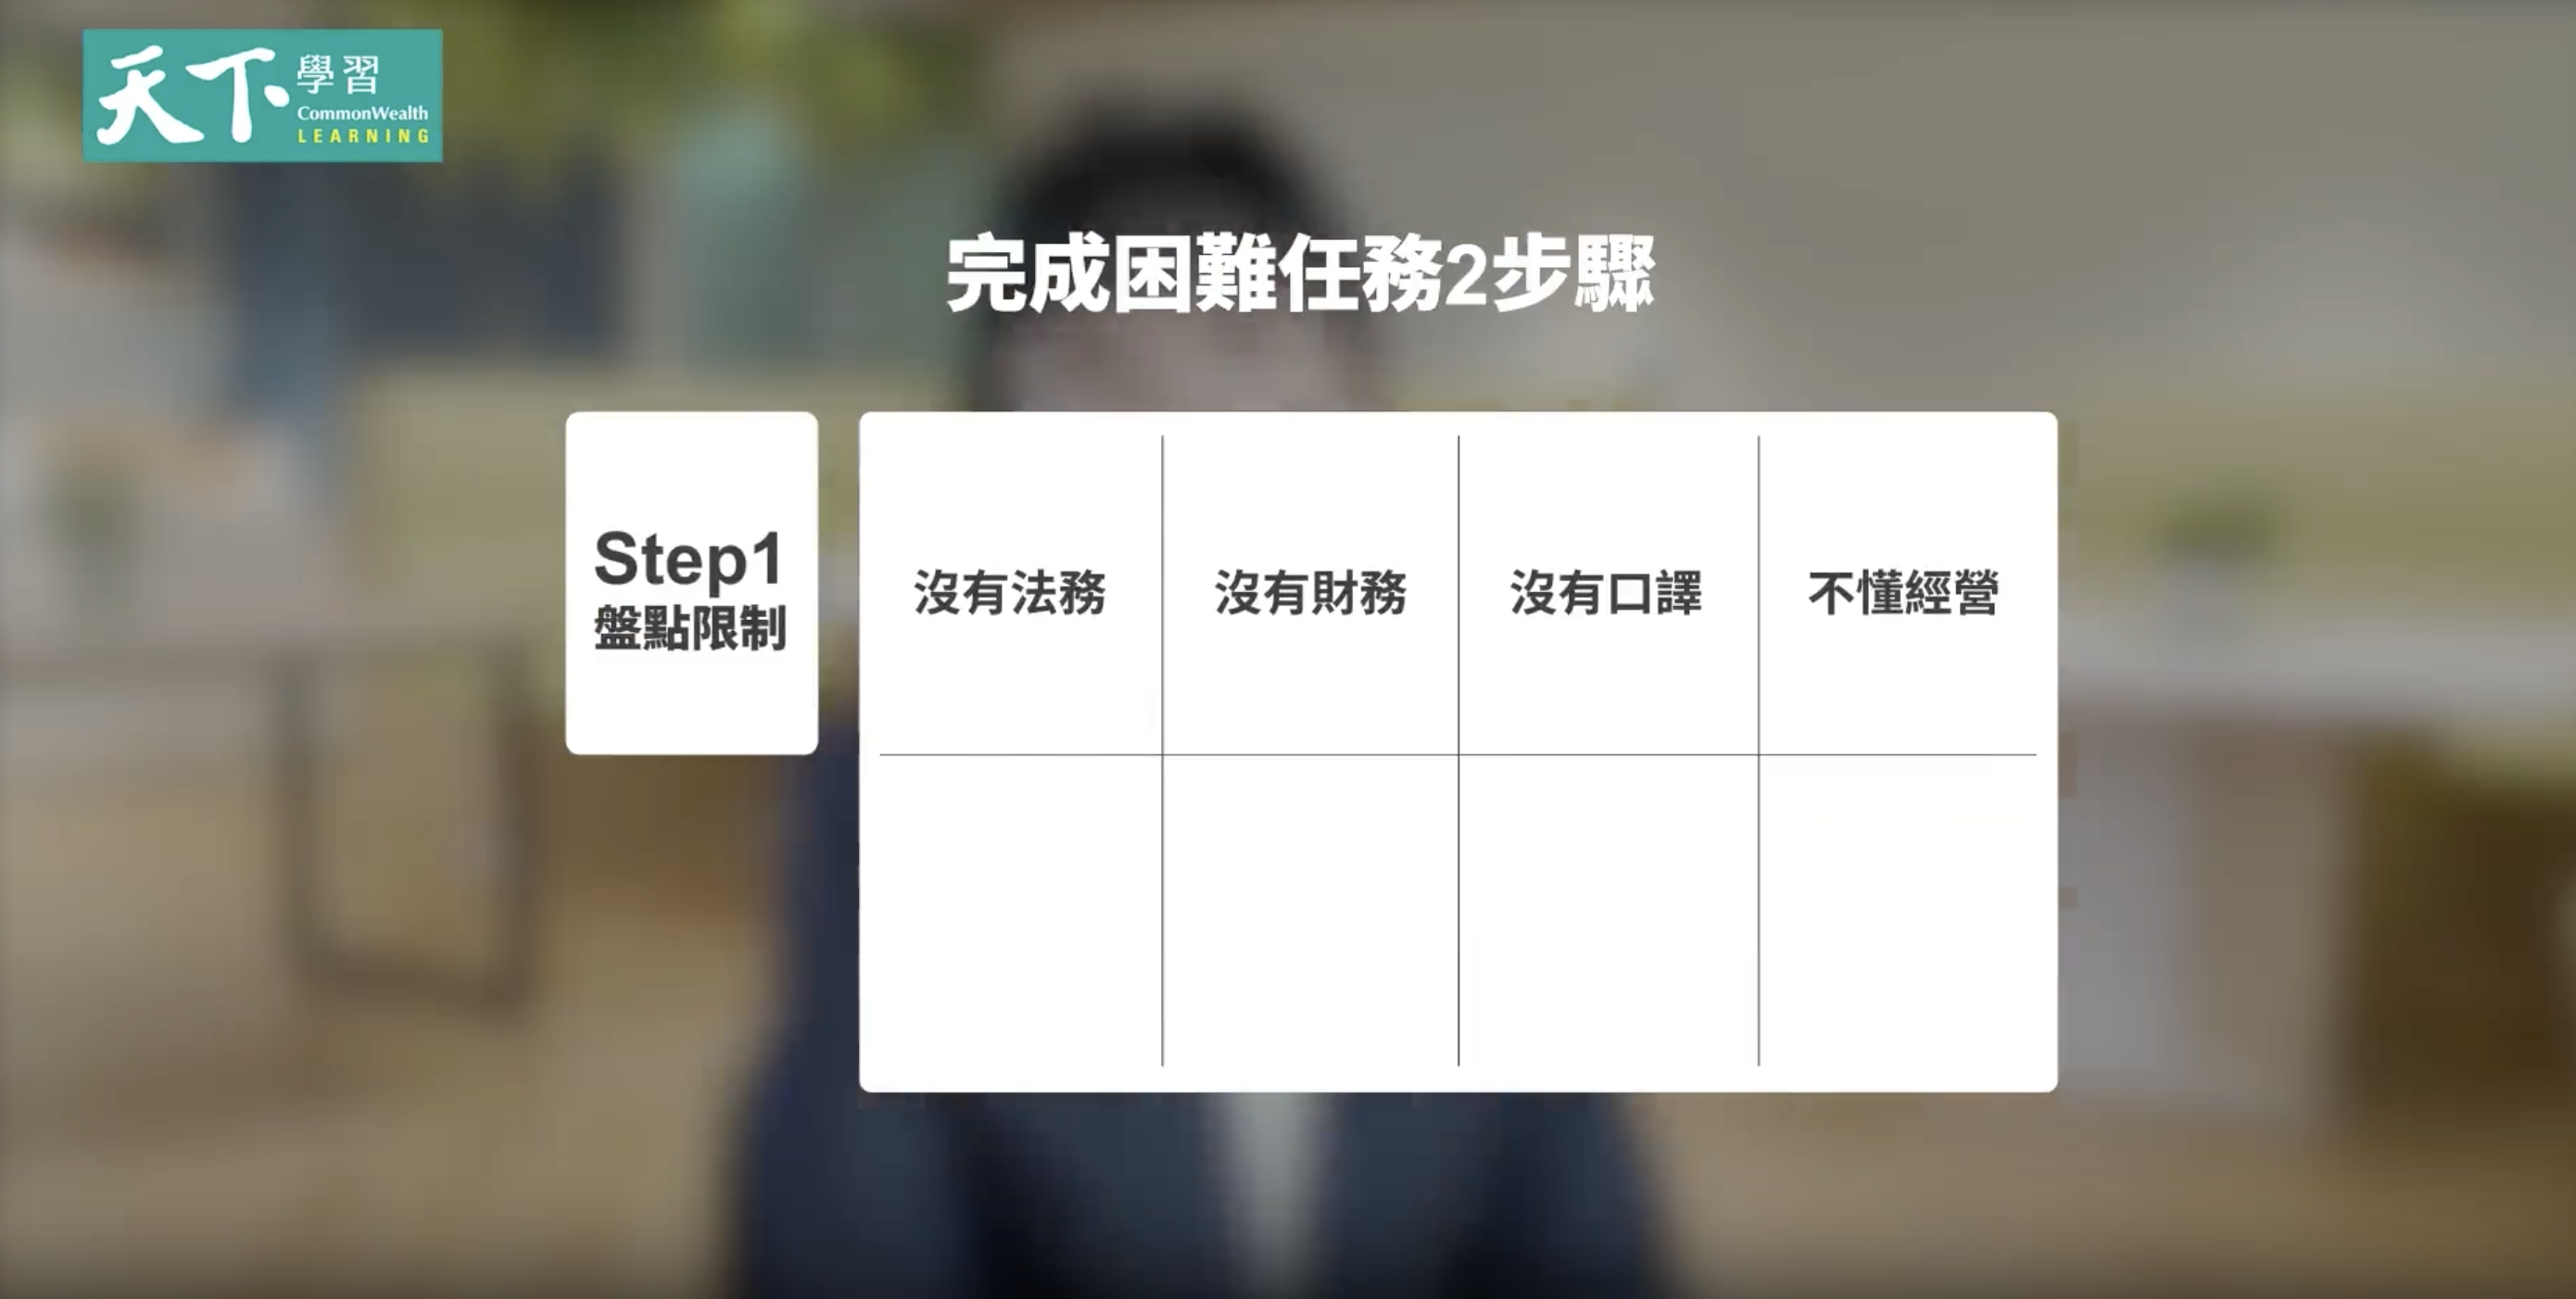 天下學習
CommonWealth
LEARNING
完成困難任務2步驟
Step1
盤點限制
沒有法務
沒有財務
沒有口譯
不懂經營